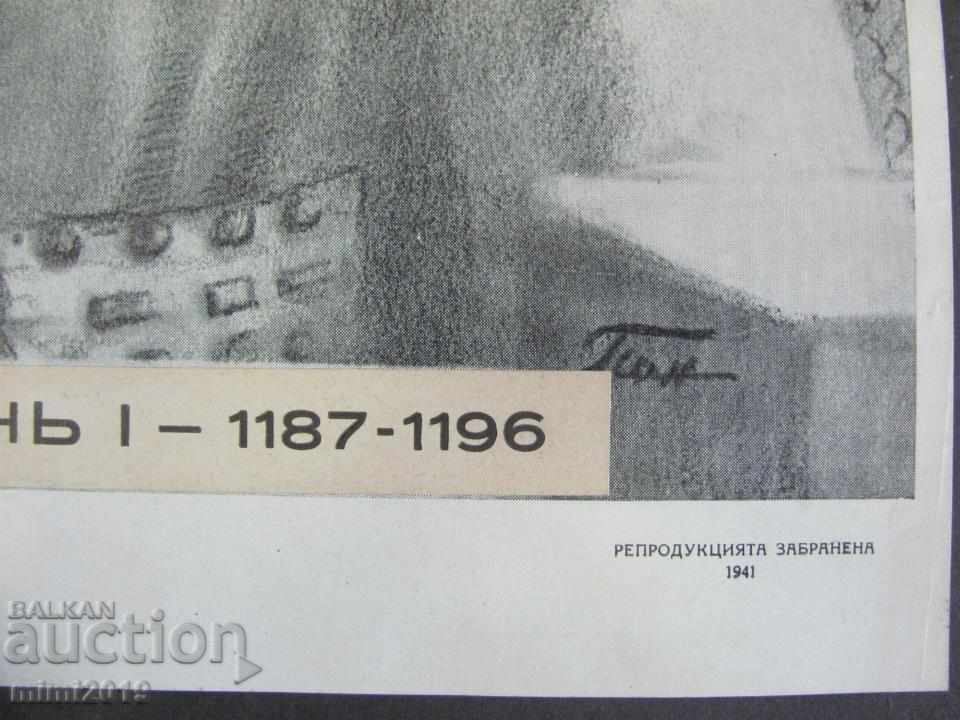 НЬ I — 1187-1196
РЕПРОДУКЦИЯТА ЗАБРАНЕНА
1941
BALKAN
auction
mimi2019